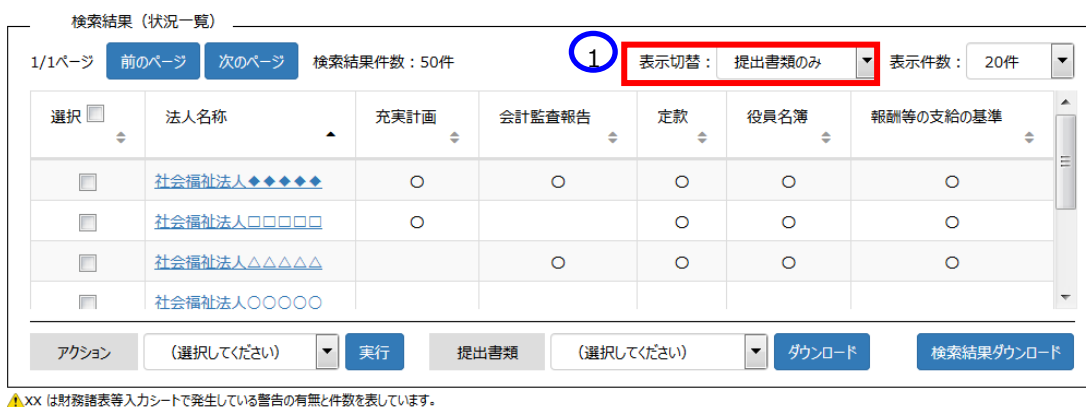 検索結果（状況一覧）
1/1ページ 前のページ 次のページ 検索結果件数：50件 1 表示切替： 提出書類のみ 表示件数： 20件
選択 法人名称 充実計画 会計監査報告 定款 役員名簿 報酬等の支給の基準
社会福祉法人◆◆◆◆◆ ○ ○ ○ ○ ○
社会福祉法人□□□□□ ○ ○ ○ ○
社会福祉法人△△△△△ ○ ○ ○ ○
社会福祉法人○○○○○
アクション （選択してください） 実行 提出書類 （選択してください） ダウンロード 検索結果ダウンロード
xx は財務諸表等入力シートで発生している警告の有無と件数を表しています。